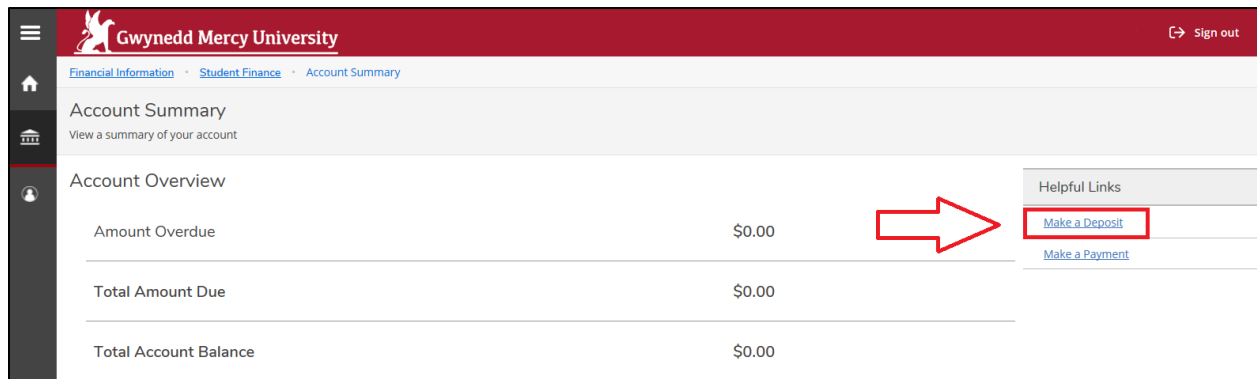 Gwynedd Mercy University
Sign out
Financial Information · Student Finance · Account Summary
Account Summary
View a summary of your account
Account Overview
Helpful Links
Amount Overdue $0.00
Make a Deposit
Make a Payment
Total Amount Due $0.00
Total Account Balance $0.00